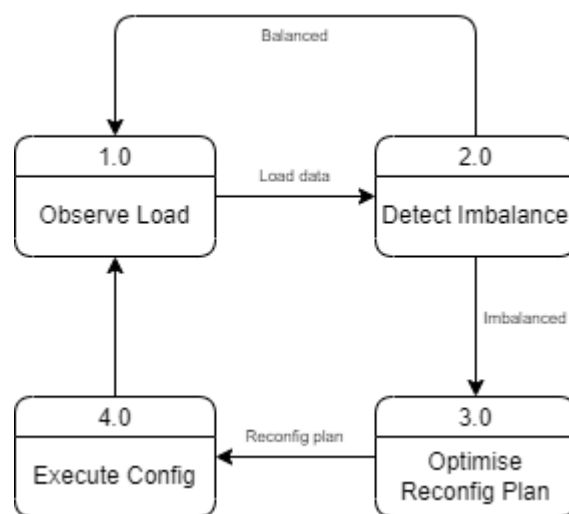 Balanced
1.0
Observe Load
Load data
2.0
Detect Imbalance
Imbalanced
3.0
Optimise
Reconfig Plan
Reconfig plan
4.0
Execute Config